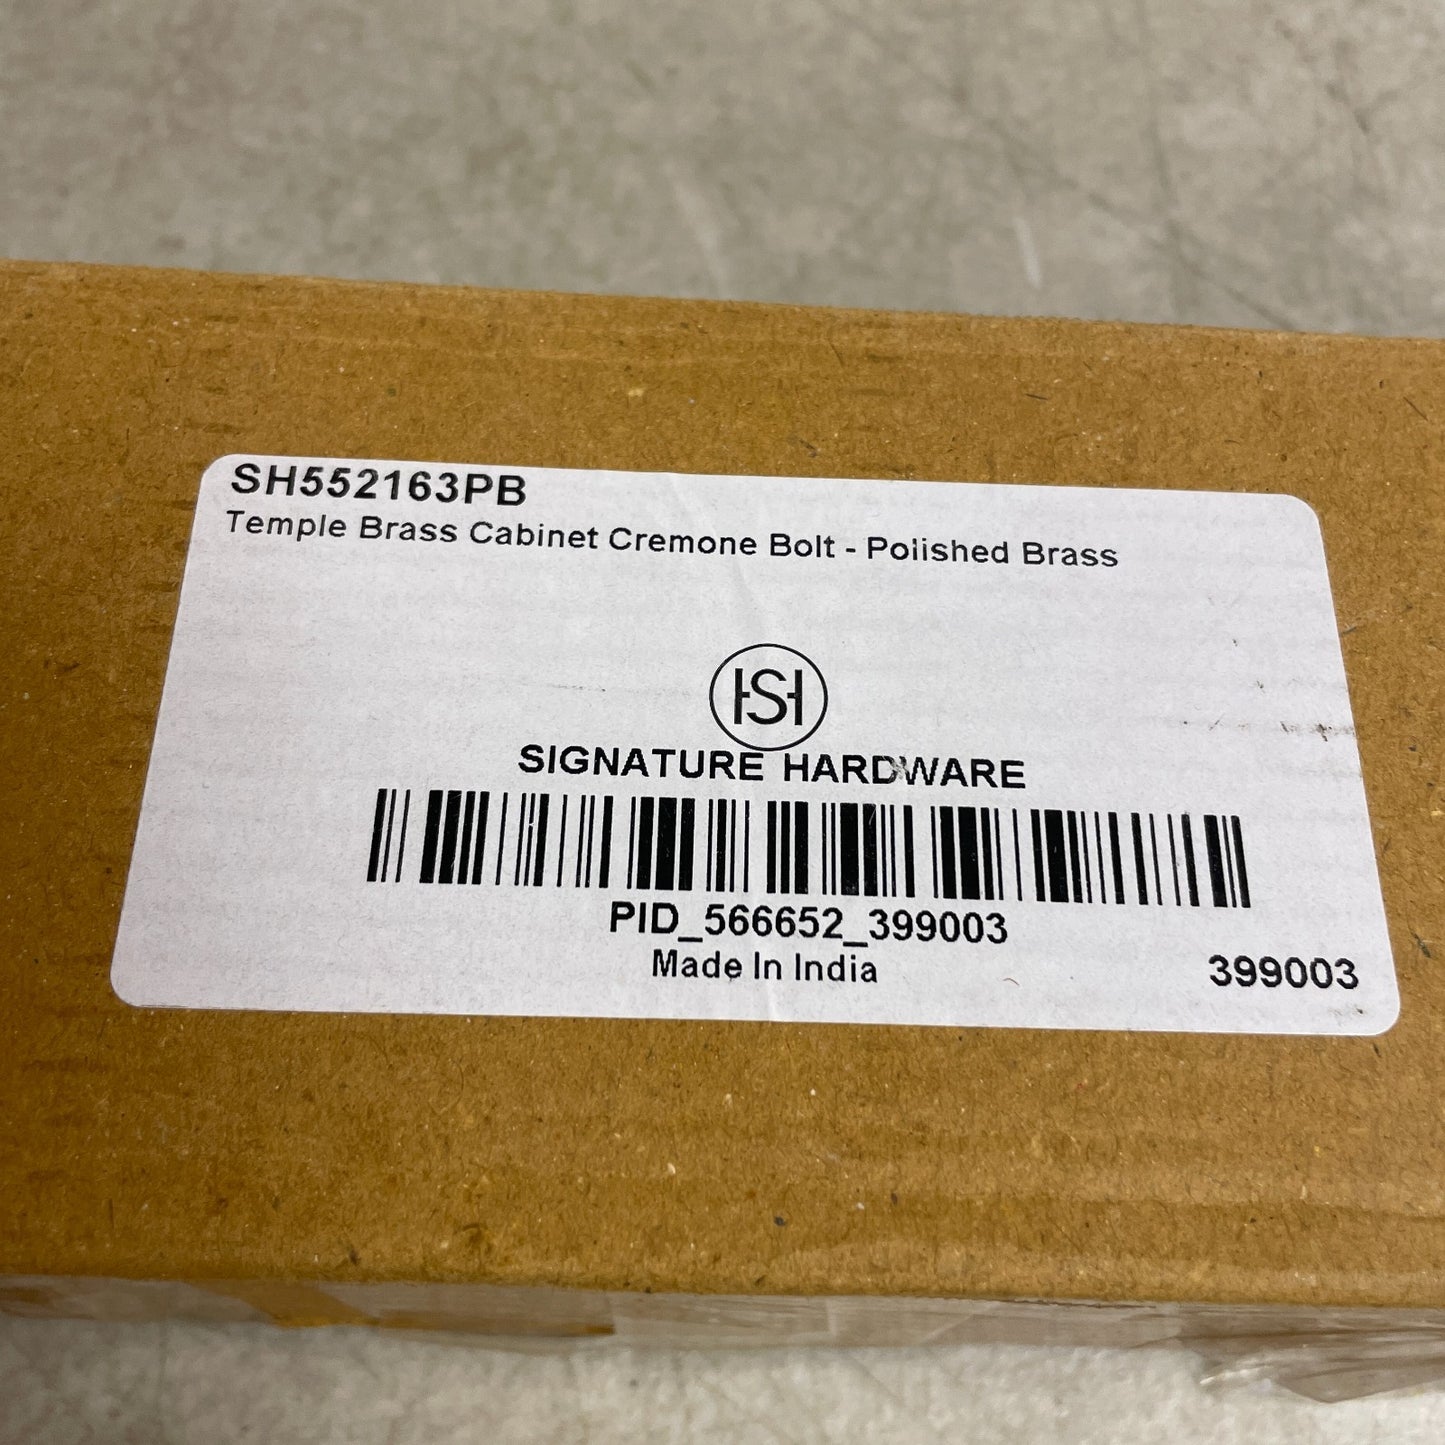 SH552163PB
Temple Brass Cabinet Cremone Bolt - Polished Brass
SH
SIGNATURE HARDWARE
PID_566652_399003
Made In India
399003